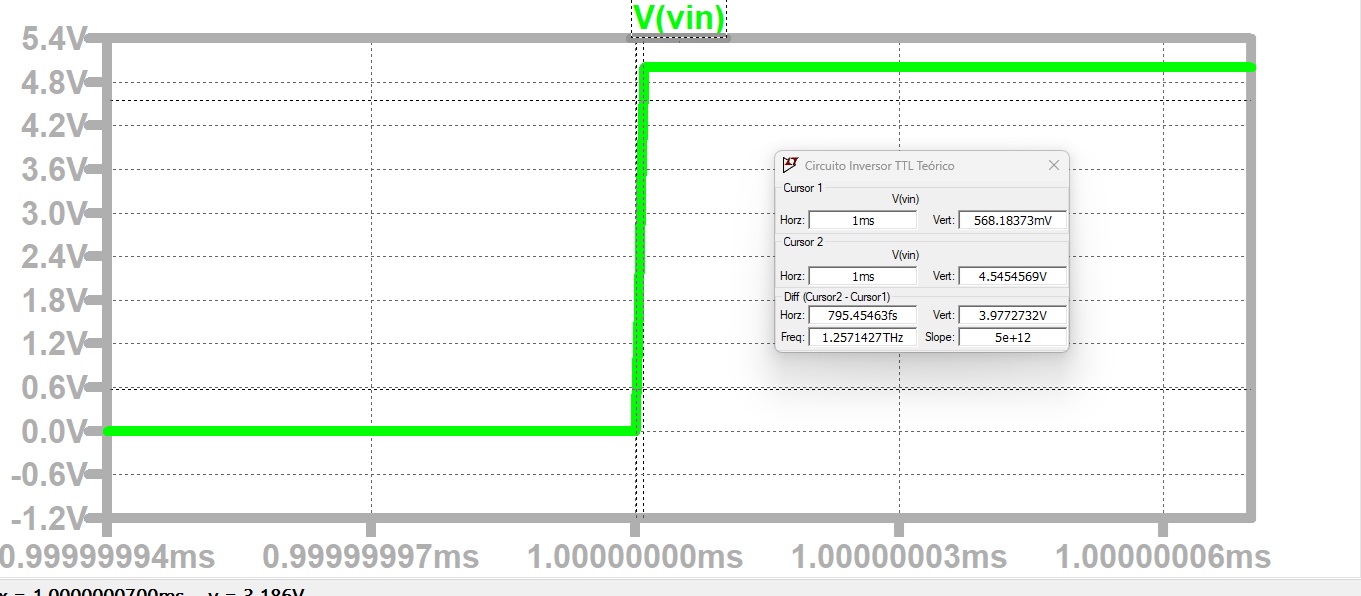 V(vin)
5.4V
4.8V
4.2V
3.6V
3.0V
2.4V
1.8V
1.2V
0.6V
0.0V
-0.6V
-1.2V
0.99999994ms 0.99999997ms 1.00000000ms 1.00000003ms 1.00000006ms
Circuito Inversor TTL Teórico
Cursor 1
V(vin)
Horz: 1ms Vert: 568.18373mV
Cursor 2
V(vin)
Horz: 1ms Vert: 4.5454569V
Diff (Cursor2 - Cursor1)
Horz: 795.45463fs Vert: 3.9772732V
Freq: 1.2571427THz Slope: 5e+12
x = 1.0000000700ms y = 3.186V